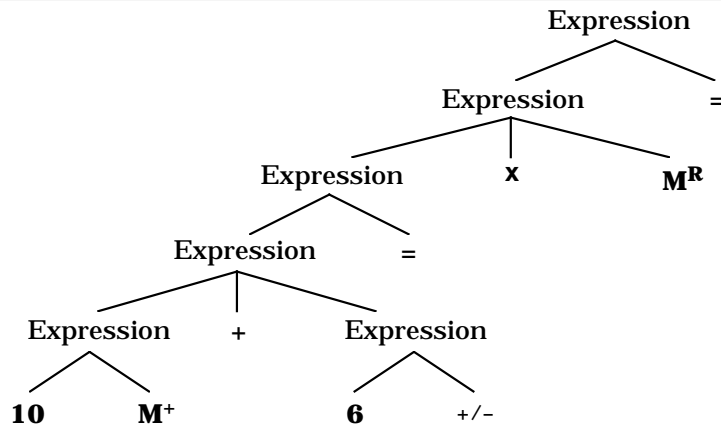 Expression
Expression =
Expression x M^R
Expression =
Expression + Expression
10 M^+ 6 +/-